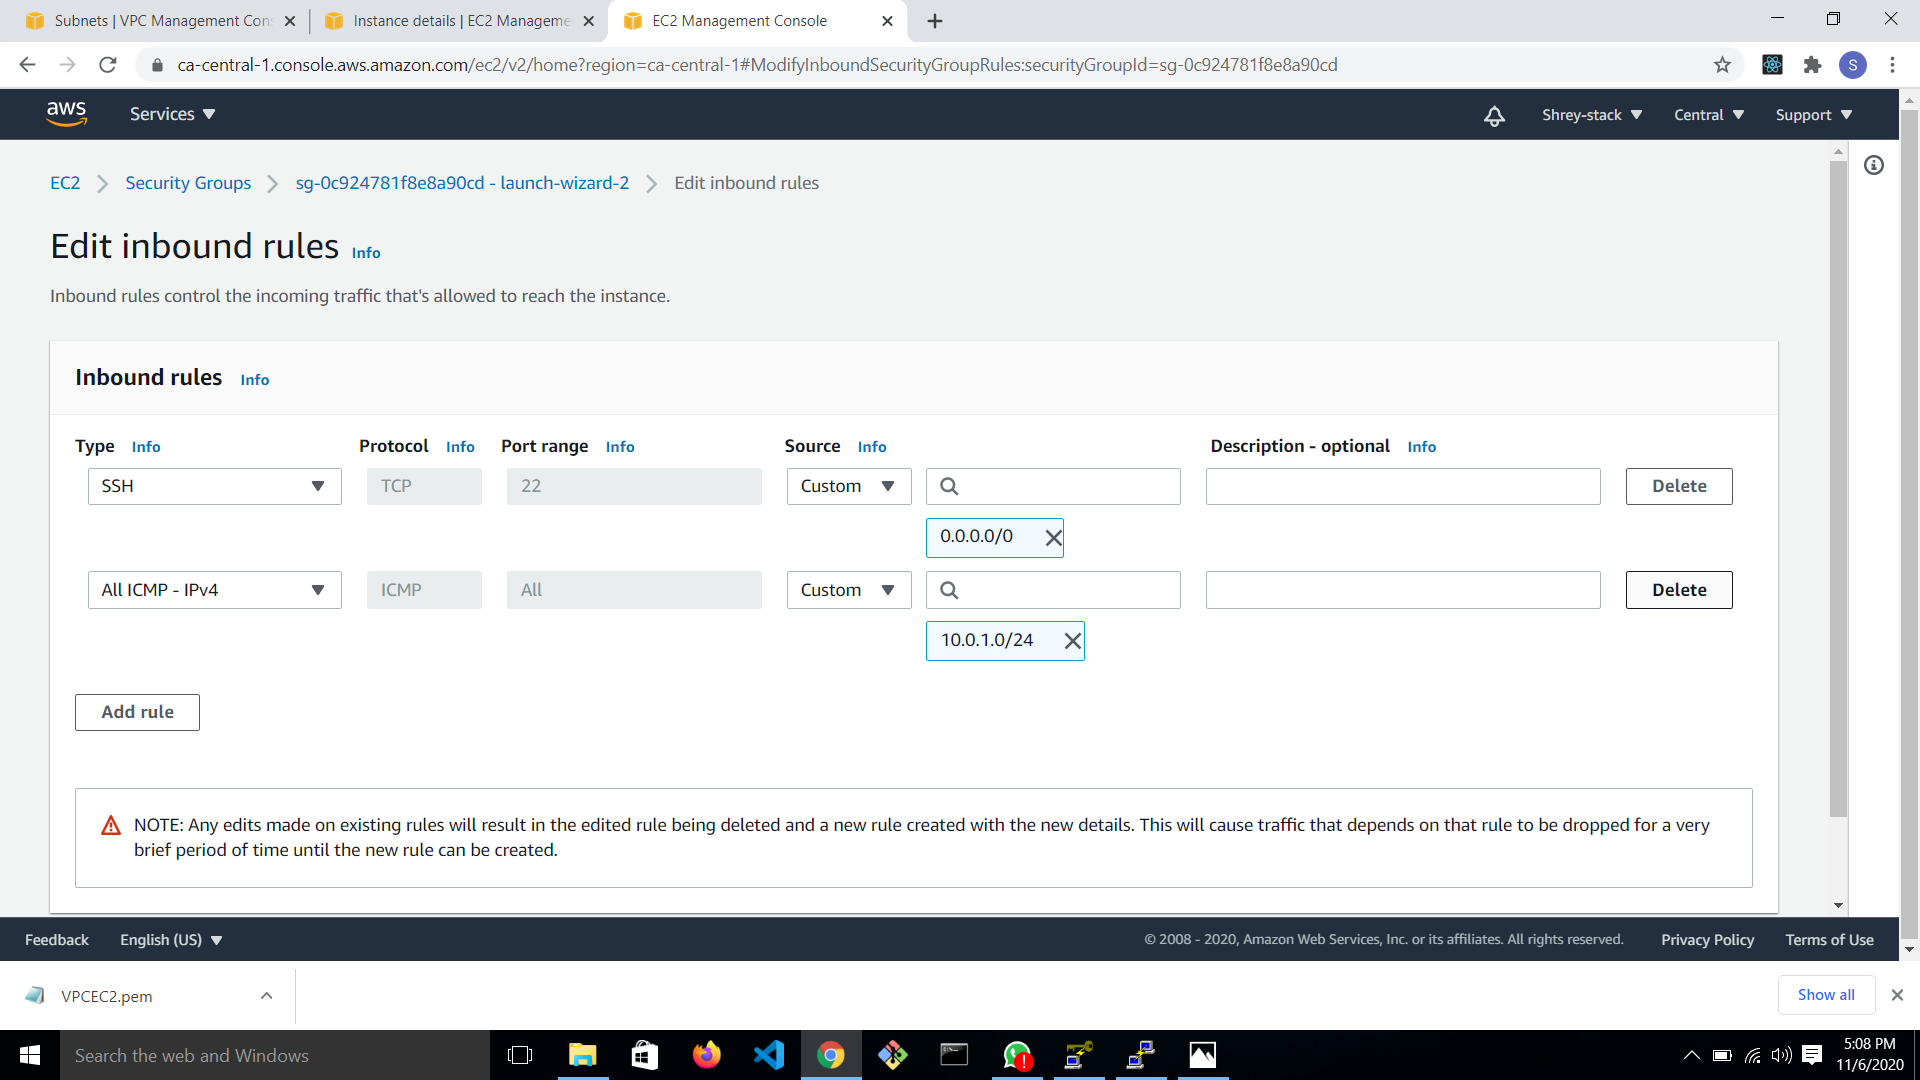 Subnets | VPC Management Con
Instance details | EC2 Manageme
EC2 Management Console
ca-central-1.console.aws.amazon.com/ec2/v2/home?region=ca-central-1#ModifyInboundSecurityGroupRules:securityGroupId=sg-0c924781f8e8a90cd
S
aws
Services
Shrey-stack
Central
Support
EC2
Security Groups
sg-0c924781f8e8a90cd - launch-wizard-2
Edit inbound rules
Edit inbound rules Info
Inbound rules control the incoming traffic that's allowed to reach the instance.
Inbound rules Info
Type Info
Protocol Info
Port range Info
Source Info
Description - optional Info
SSH
TCP
22
Custom
Delete
0.0.0.0/0
All ICMP - IPv4
ICMP
All
Custom
Delete
10.0.1.0/24
Add rule
NOTE: Any edits made on existing rules will result in the edited rule being deleted and a new rule created with the new details. This will cause traffic that depends on that rule to be dropped for a very
brief period of time until the new rule can be created.
Feedback
English (US)
© 2008 - 2020, Amazon Web Services, Inc. or its affiliates. All rights reserved.
Privacy Policy
Terms of Use
VPCEC2.pem
Show all
Search the web and Windows
5:08 PM
11/6/2020